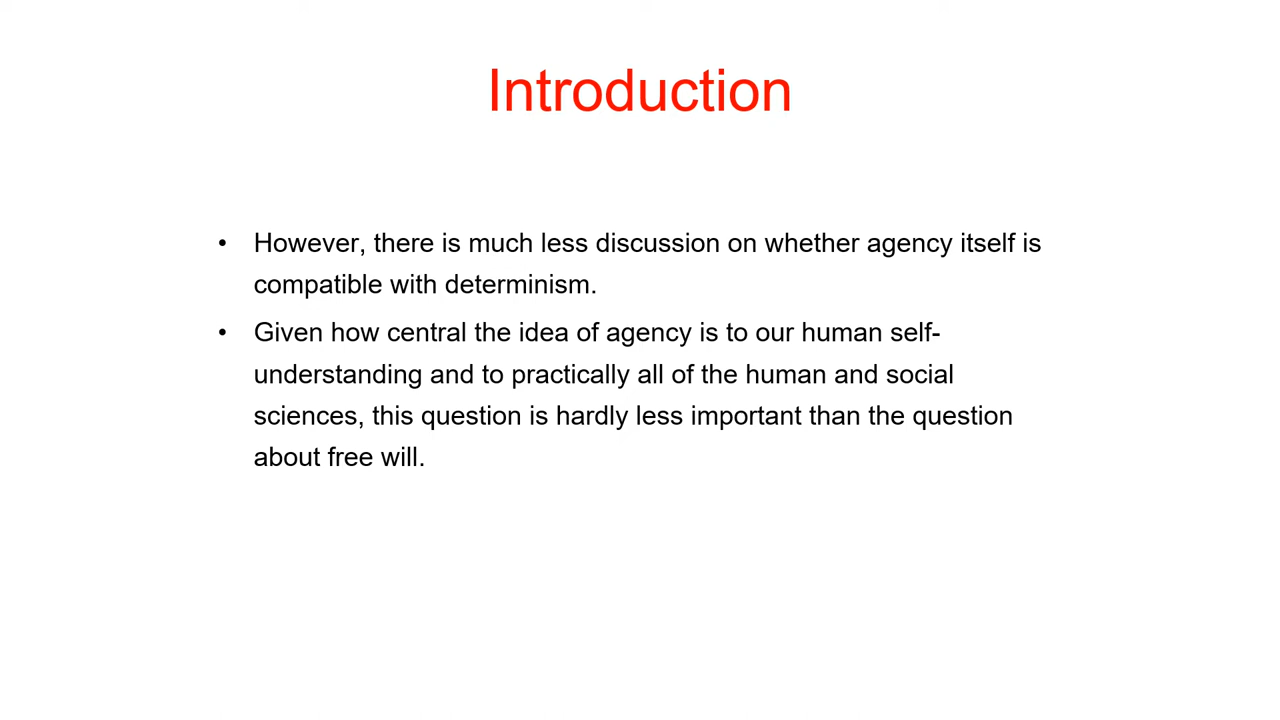 Introduction
• However, there is much less discussion on whether agency itself is
compatible with determinism.
• Given how central the idea of agency is to our human self-
understanding and to practically all of the human and social
sciences, this question is hardly less important than the question
about free will.